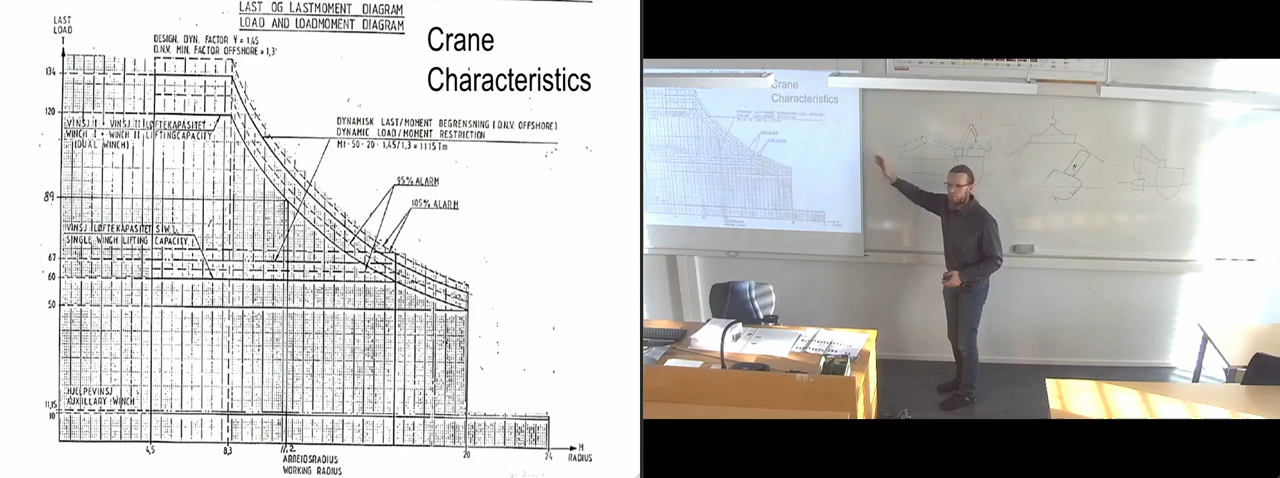 LAST OG LASTMOMENT DIAGRAM
LOAD AND LOADMOMENT DIAGRAM
Crane
Characteristics
LAST
LOAD
T
DESIGN. DYN. FACTOR Ψ = 1,45
D.N.V. MIN. FACTOR OFFSHORE = 1,3
134
120
VINSJ I + VINSJ II LØFTEKAPASITET
WINCH I + WINCH II LIFTINGCAPACITY
(DUAL WINCH)
DYNAMISK LAST/MOMENT BEGRENSNING (D.N.V. OFFSHORE)
DYNAMIC LOAD/MOMENT RESTRICTION
M1 = 50 · 20 · 1,45/1,3 = 1115 Tm
95% ALARM
105% ALARM
89
VINSJ I LØFTEKAPASITET S.W.L.
SINGLE WINCH LIFTING CAPACITY
67
60
50
HJELPEVINSJ
AUXILLARY WINCH
11,15
10
4,5
8,3
11,2
20
24
M
RADIUS
ARBEIDSRADIUS
WORKING RADIUS
Crane
Characteristics